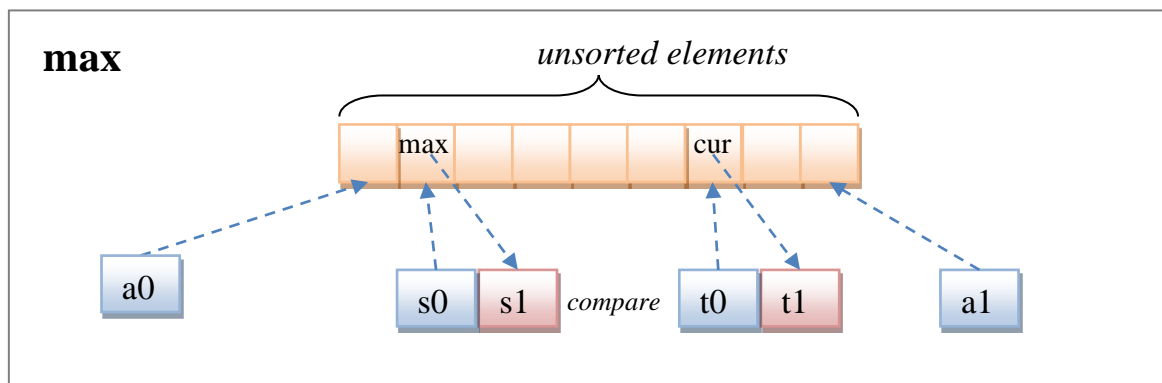 max
unsorted elements
max cur
a0 s0 s1 compare t0 t1 a1